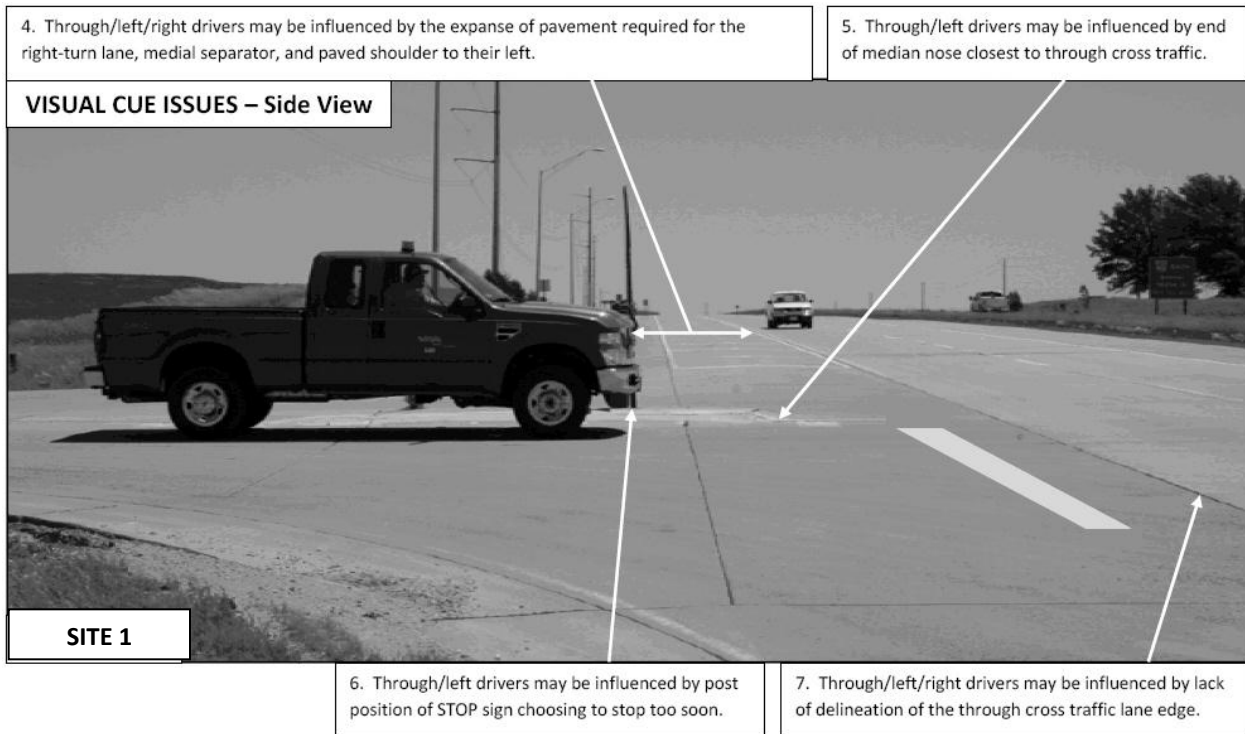 4. Through/left/right drivers may be influenced by the expanse of pavement required for the
right-turn lane, medial separator, and paved shoulder to their left.
5. Through/left drivers may be influenced by end
of median nose closest to through cross traffic.
VISUAL CUE ISSUES – Side View
SITE 1
6. Through/left drivers may be influenced by post
position of STOP sign choosing to stop too soon.
7. Through/left/right drivers may be influenced by lack
of delineation of the through cross traffic lane edge.